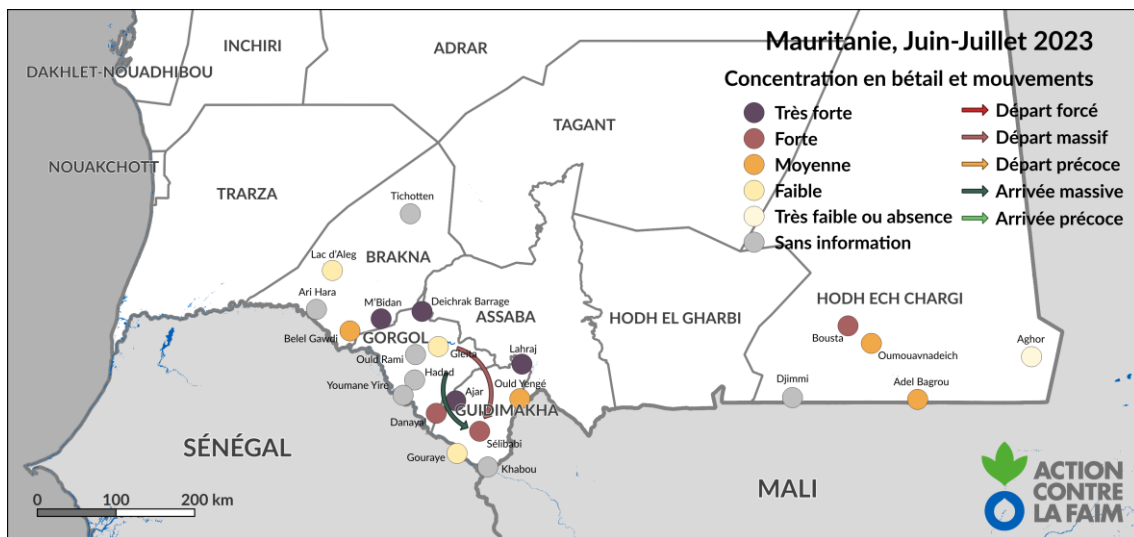 Mauritanie, Juin-Juillet 2023
Concentration en bétail et mouvements
Très forte
Forte
Moyenne
Faible
Très faible ou absence
Sans information
Départ forcé
Départ massif
Départ précoce
Arrivée massive
Arrivée précoce
INCHIRI
ADRAR
DAKHLET-NOUADHIBOU
TAGANT
NOUAKCHOTT
TRARZA
Tichotten
Lac d'Aleg
BRAKNA
Ari Hara
M'Bidan
Deichrak Barrage
ASSABA
HODH EL GHARBI
HODH ECH CHARGI
Belel Gawdi
GORGOL
Gleita
Ould Rami
Lahraj
Bousta
Oumouavnadeich
Aghor
Hadad
Youmane Yire
Ajar
Ould Yengé
GUIDIMAKHA
Djimmi
Adel Bagrou
Danaya
Sélibabi
SÉNÉGAL
Gouraye
Khabou
MALI
0 100 200 km
ACTION
CONTRE
LA FAIM